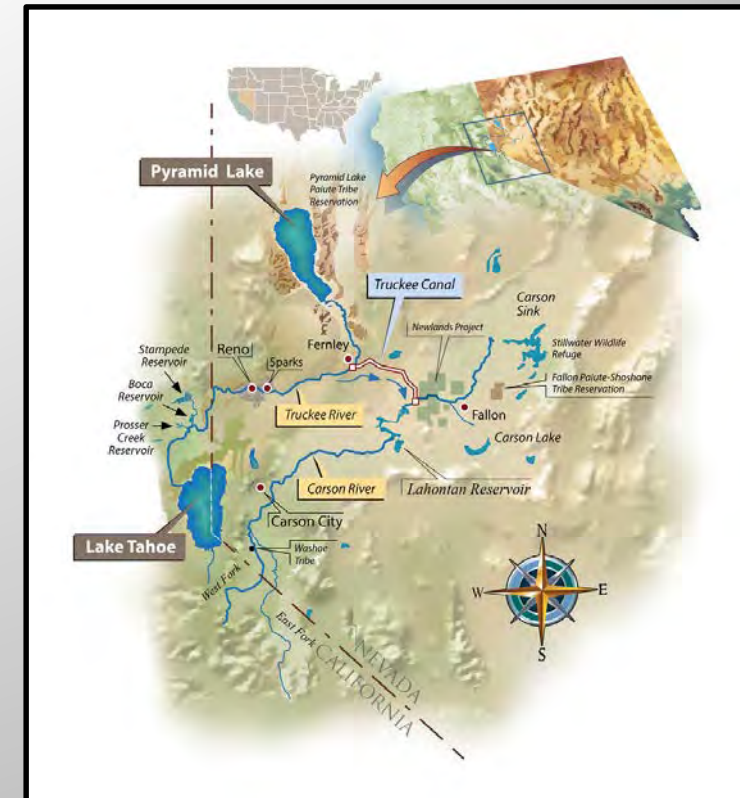 Pyramid Lake
Pyramid Lake
Paiute Tribe
Reservation
Truckee Canal
Carson
Sink
Newlands Project
Stillwater Wildlife
Refuge
Fernley
Stampede
Reservoir
Reno
Sparks
Boca
Reservoir
Fallon Paiute-Shoshone
Tribe Reservation
Truckee River
Fallon
Prosser
Creek
Reservoir
Carson Lake
Carson River
Lahontan Reservoir
Carson City
Lake Tahoe
Washoe
Tribe
N
W
E
S
West Fork
East Fork
NEVADA
CALIFORNIA